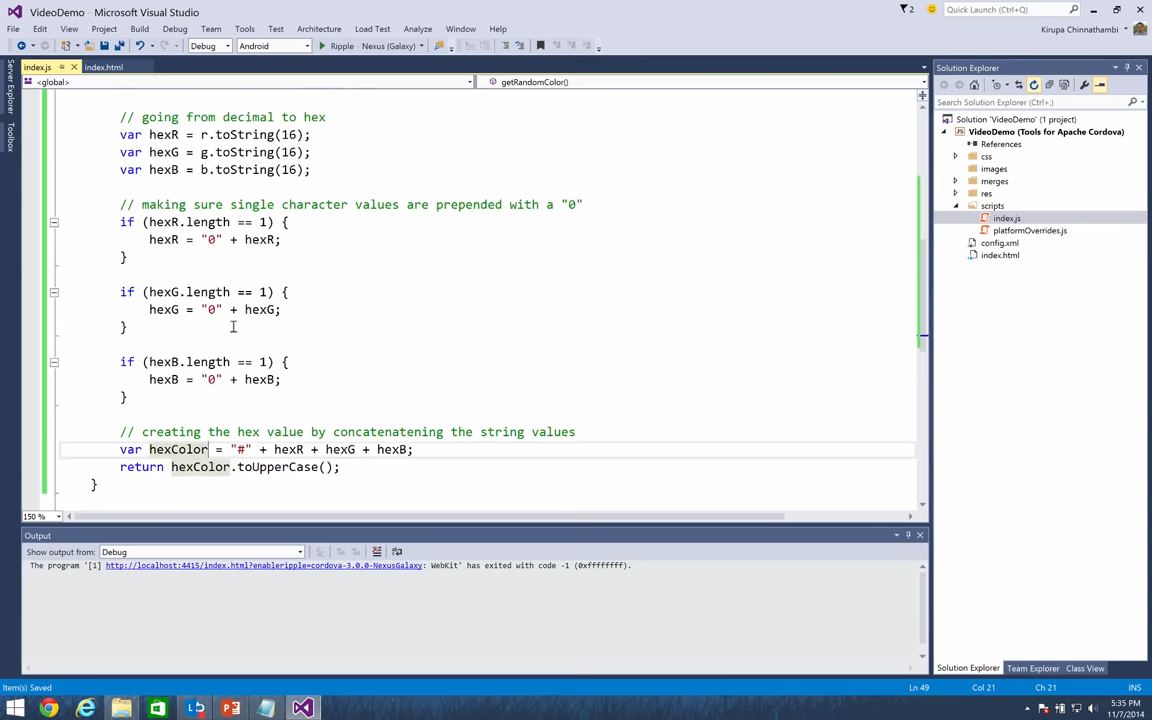 VideoDemo - Microsoft Visual Studio
2
Quick Launch (Ctrl+Q)
File Edit View Project Build Debug Team Tools Test Architecture Load Test Analyze Window Help
Kirupa Chinnathambi
Debug Android Ripple - Nexus (Galaxy)
index.js index.html
<global> getRandomColor()
// going from decimal to hex
var hexR = r.toString(16);
var hexG = g.toString(16);
var hexB = b.toString(16);
// making sure single character values are prepended with a "0"
if (hexR.length == 1) {
hexR = "0" + hexR;
}
if (hexG.length == 1) {
hexG = "0" + hexG;
}
if (hexB.length == 1) {
hexB = "0" + hexB;
}
// creating the hex value by concatenatening the string values
var hexColor = "#" + hexR + hexG + hexB;
return hexColor.toUpperCase();
}
150 %
Server Explorer
Toolbox
Output
Show output from: Debug
The program '[1] http://localhost:4415/index.html?enableripple=cordova-3.0.0-NexusGalaxy: WebKit' has exited with code -1 (0xffffffff).
Solution Explorer
Search Solution Explorer (Ctrl+;)
Solution 'VideoDemo' (1 project)
JS VideoDemo (Tools for Apache Cordova)
References
css
images
merges
res
scripts
index.js
platformOverrides.js
config.xml
index.html
Solution Explorer Team Explorer Class View
Item(s) Saved Ln 49 Col 21 Ch 21 INS
5:35 PM
11/7/2014